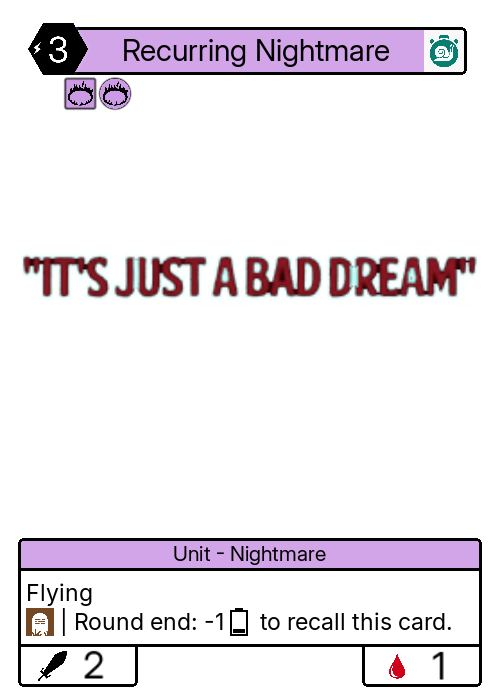 3 Recurring Nightmare
"IT'S JUST A BAD DREAM"
Unit - Nightmare
Flying
| Round end: -1 to recall this card.
2 1